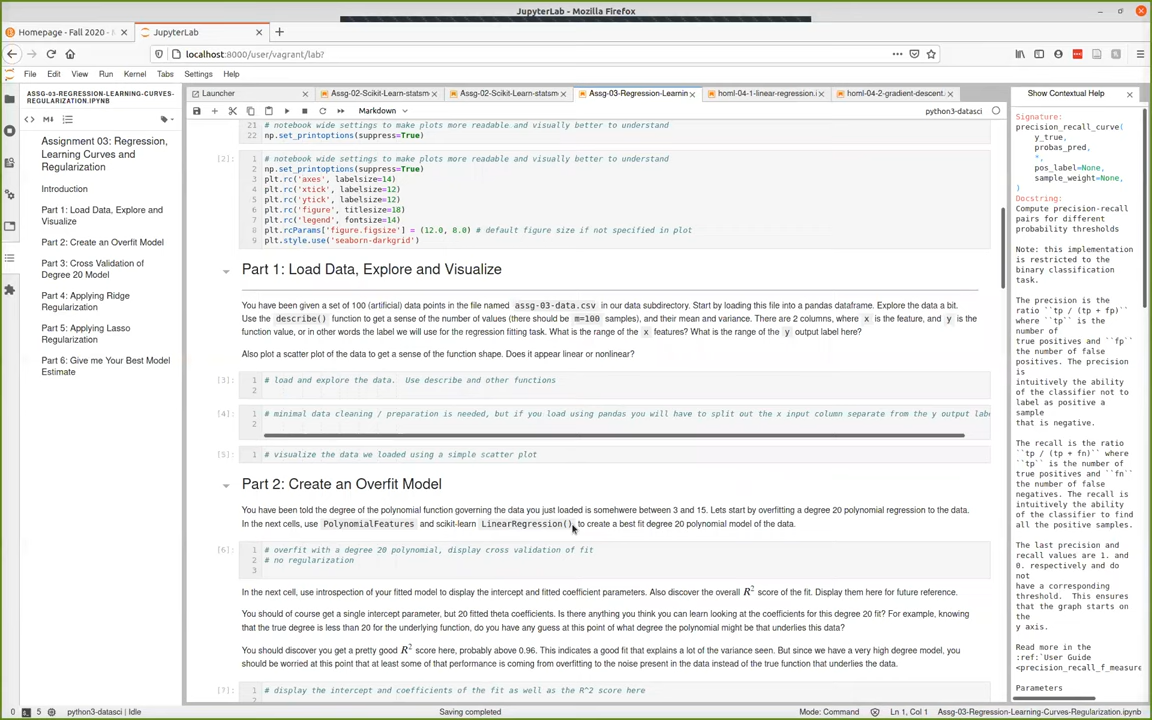 JupyterLab - Mozilla Firefox
Homepage - Fall 2020 -
JupyterLab
localhost:8000/user/vagrant/lab?
File Edit View Run Kernel Tabs Settings Help
ASSG-03-REGRESSION-LEARNING-CURVES-
REGULARIZATION.IPYNB
Assignment 03: Regression,
Learning Curves and
Regularization
Introduction
Part 1: Load Data, Explore and
Visualize
Part 2: Create an Overfit Model
Part 3: Cross Validation of
Degree 20 Model
Part 4: Applying Ridge
Regularization
Part 5: Applying Lasso
Regularization
Part 6: Give me Your Best Model
Estimate
Launcher
Assg-02-Scikit-Learn-statsm
Assg-02-Scikit-Learn-statsm
Assg-03-Regression-Learnin
homl-04-1-linear-regression.i
homl-04-2-gradient-descent.
Markdown
python3-datasci
21 # notebook wide settings to make plots more readable and visually better to understand
22 np.set_printoptions(suppress=True)
[2]: 1 # notebook wide settings to make plots more readable and visually better to understand
2 np.set_printoptions(suppress=True)
3 plt.rc('axes', labelsize=14)
4 plt.rc('xtick', labelsize=12)
5 plt.rc('ytick', labelsize=12)
6 plt.rc('figure', titlesize=18)
7 plt.rc('legend', fontsize=14)
8 plt.rcParams['figure.figsize'] = (12.0, 8.0) # default figure size if not specified in plot
9 plt.style.use('seaborn-darkgrid')
Part 1: Load Data, Explore and Visualize
You have been given a set of 100 (artificial) data points in the file named assg-03-data.csv in our data subdirectory. Start by loading this file into a pandas dataframe. Explore the data a bit.
Use the describe() function to get a sense of the number of values (there should be m=100 samples), and their mean and variance. There are 2 columns, where x is the feature, and y is the
function value, or in other words the label we will use for the regression fitting task. What is the range of the x features? What is the range of the y output label here?
Also plot a scatter plot of the data to get a sense of the function shape. Does it appear linear or nonlinear?
[3]: 1 # load and explore the data.  Use describe and other functions
2
[4]: 1 # minimal data cleaning / preparation is needed, but if you load using pandas you will have to split out the x input column separate from the y output labe
2
[5]: 1 # visualize the data we loaded using a simple scatter plot
Part 2: Create an Overfit Model
You have been told the degree of the polynomial function governing the data you just loaded is somehwere between 3 and 15. Lets start by overfitting a degree 20 polynomial regression to the data.
In the next cells, use PolynomialFeatures and scikit-learn LinearRegression() to create a best fit degree 20 polynomial model of the data.
[6]: 1 # overfit with a degree 20 polynomial, display cross validation of fit
2 # no regularization
3
In the next cell, use introspection of your fitted model to display the intercept and fitted coefficient parameters. Also discover the overall R² score of the fit. Display them here for future reference.
You should of course get a single intercept parameter, but 20 fitted theta coefficients. Is there anything you think you can learn looking at the coefficients for this degree 20 fit? For example, knowing
that the true degree is less than 20 for the underlying function, do you have any guess at this point of what degree the polynomial might be that underlies this data?
You should discover you get a pretty good R² score here, probably above 0.96. This indicates a good fit that explains a lot of the variance seen. But since we have a very high degree model, you
should be worried at this point that at least some of that performance is coming from overfitting to the noise present in the data instead of the true function that underlies the data.
[7]: 1 # display the intercept and coefficients of the fit as well as the R^2 score here
Show Contextual Help
Signature:
precision_recall_curve(
y_true,
probas_pred,
*,
pos_label=None,
sample_weight=None,
)
Docstring:
Compute precision-recall
pairs for different
probability thresholds
Note: this implementation
is restricted to the
binary classification
task.
The precision is the
ratio ``tp / (tp + fp)``
where ``tp`` is the
number of
true positives and ``fp``
the number of false
positives. The precision
is
intuitively the ability
of the classifier not to
label as positive a
sample
that is negative.
The recall is the ratio
``tp / (tp + fn)`` where
``tp`` is the number of
true positives and ``fn``
the number of false
negatives. The recall is
intuitively the ability
of the classifier to find
all the positive samples.
The last precision and
recall values are 1. and
0. respectively and do
not
have a corresponding
threshold.  This ensures
that the graph starts on
the
y axis.
Read more in the
:ref:`User Guide
<precision_recall_f_measure
Parameters
0 5 python3-datasci | Idle
Saving completed
Mode: Command
Ln 1, Col 1
Assg-03-Regression-Learning-Curves-Regularization.ipynb